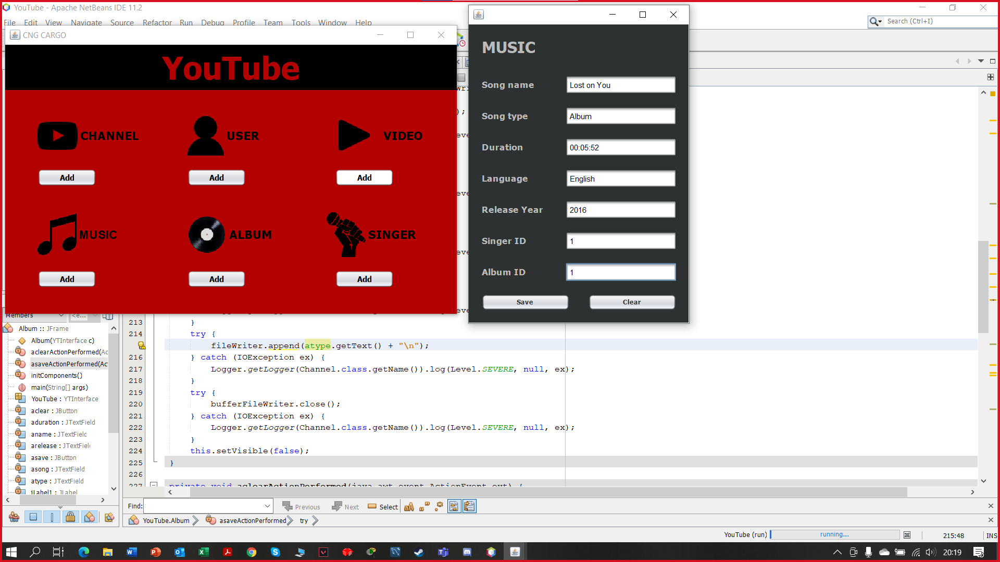 YouTube - Apache NetBeans IDE 11.2
File Edit View Navigate Source Refactor Run Debug Profile Team Tools Window Help
Search (Ctrl+I)
CNG CARGO
YouTube
CHANNEL
USER
VIDEO
Add
Add
Add
MUSIC
ALBUM
SINGER
Add
Add
Add
MUSIC
Song name
Lost on You
Song type
Album
Duration
00:05:52
Language
English
Release Year
2016
Singer ID
1
Album ID
1
Save
Clear
Members
<e...
Album :: JFrame
Album(YTInterface c)
aclearActionPerformed(Ac
asaveActionPerformed(Ac
initComponents()
main(String[] args)
YouTube : YTInterface
aclear : JButton
aduration : JTextField
aname : JTextField
arelease : JTextFiel
asave : JButton
asong : JTextField
atype : JTextField
jLabel1 : JLabel
213 }
214 try {
fileWriter.append(atype.getText() + "\n");
216 } catch (IOException ex) {
217 Logger.getLogger(Channel.class.getName()).log(Level.SEVERE, null, ex);
218 }
219 try {
220 bufferFileWriter.close();
221 } catch (IOException ex) {
222 Logger.getLogger(Channel.class.getName()).log(Level.SEVERE, null, ex);
223 }
224 this.setVisible(false);
225 }
226
227 private void aclearActionPerformed(java.awt.event.ActionEvent evt) {
Find:
Previous
Next
Select
YouTube.Album
asaveActionPerformed
try
YouTube (run)
running...
215:48
INS
20:19